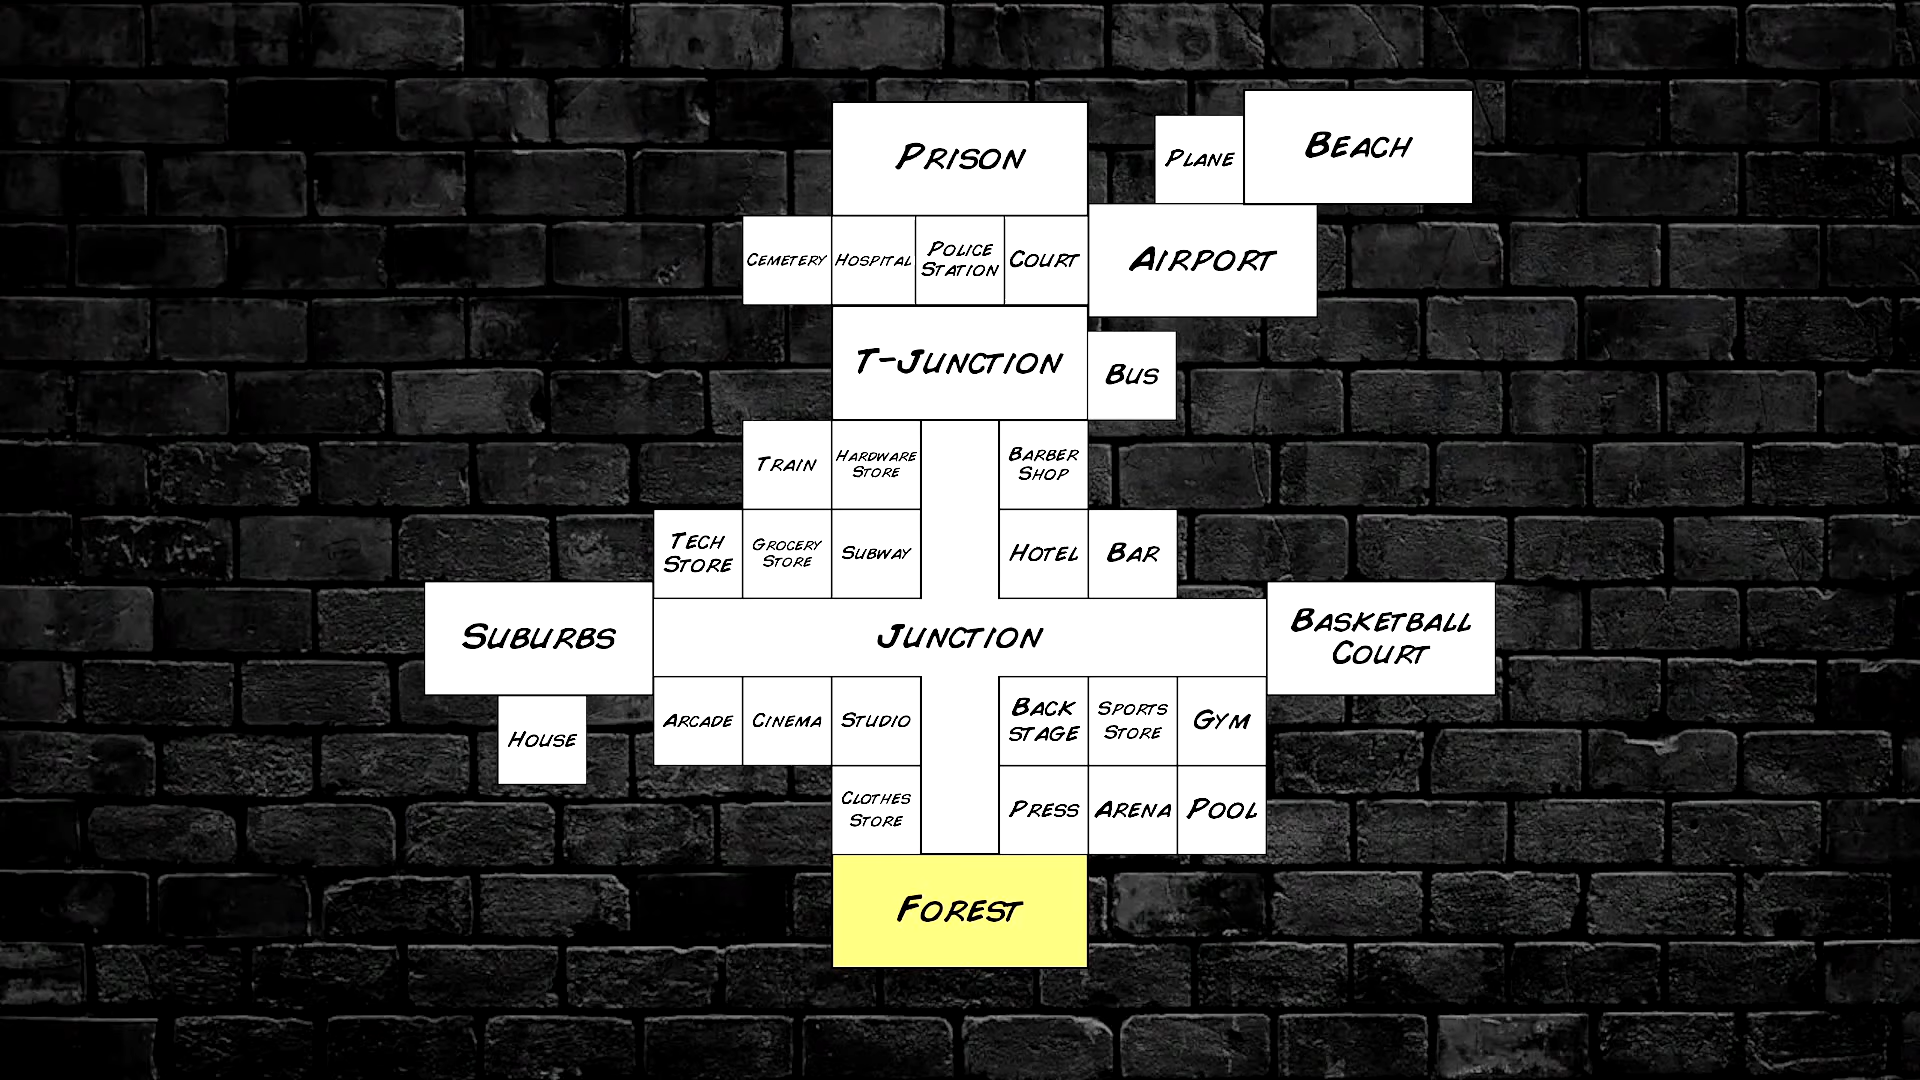 Prison
Plane
Beach
Cemetery
Hospital
Police
Station
Court
Airport
T-Junction
Bus
Train
Hardware
Store
Barber
Shop
Tech
Store
Grocery
Store
Subway
Hotel
Bar
Suburbs
Junction
Basketball
Court
House
Arcade
Cinema
Studio
Back
Stage
Sports
Store
Gym
Clothes
Store
Press
Arena
Pool
Forest